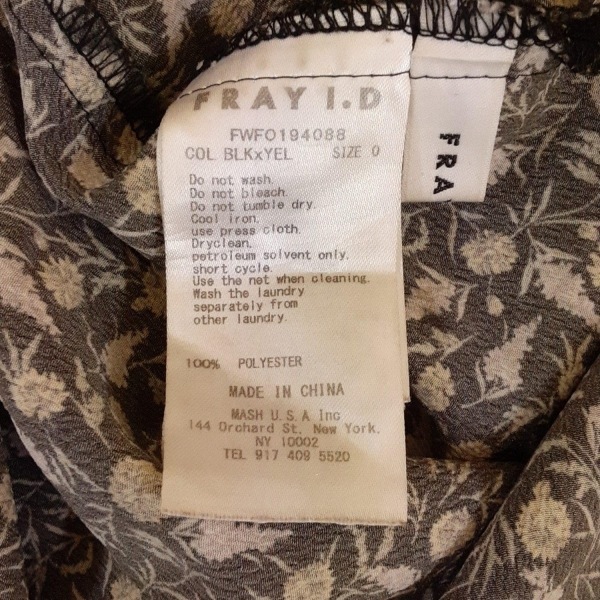 FRAY I.D
FWFO194088
COL BLKxYEL SIZE 0
Do not wash.
Do not bleach.
Do not tumble dry.
Cool iron.
use press cloth.
Dryclean.
petroleum solvent only.
short cycle.
Use the net when cleaning.
Wash the laundry
separately from
other laundry.
100% POLYESTER
MADE IN CHINA
MASH U.S.A Inc
144 Orchard St, New York.
NY 10002
TEL 917 409 5520
FRA